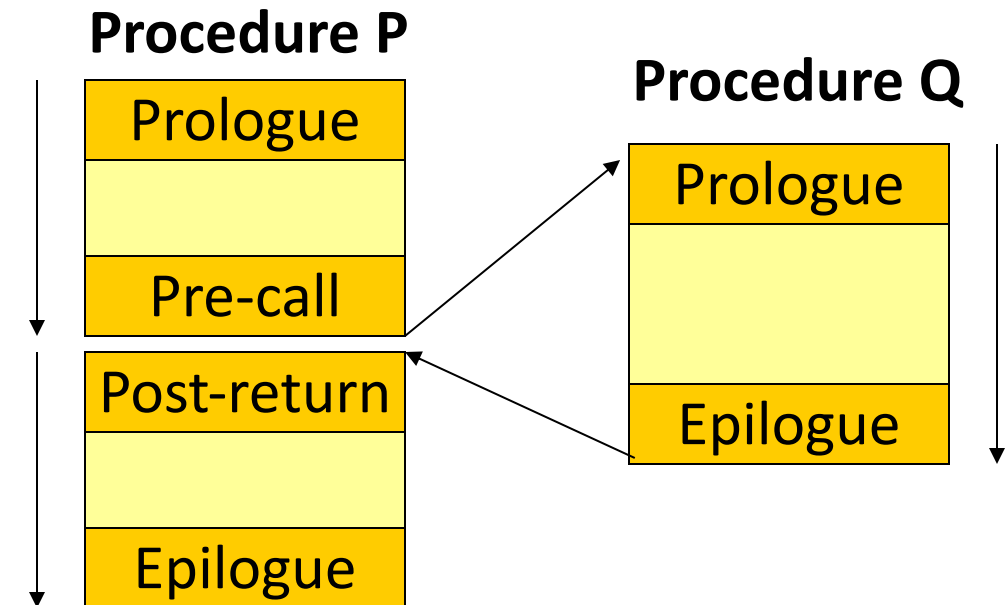 Procedure P
Prologue
Pre-call
Post-return
Epilogue
Procedure Q
Prologue
Epilogue